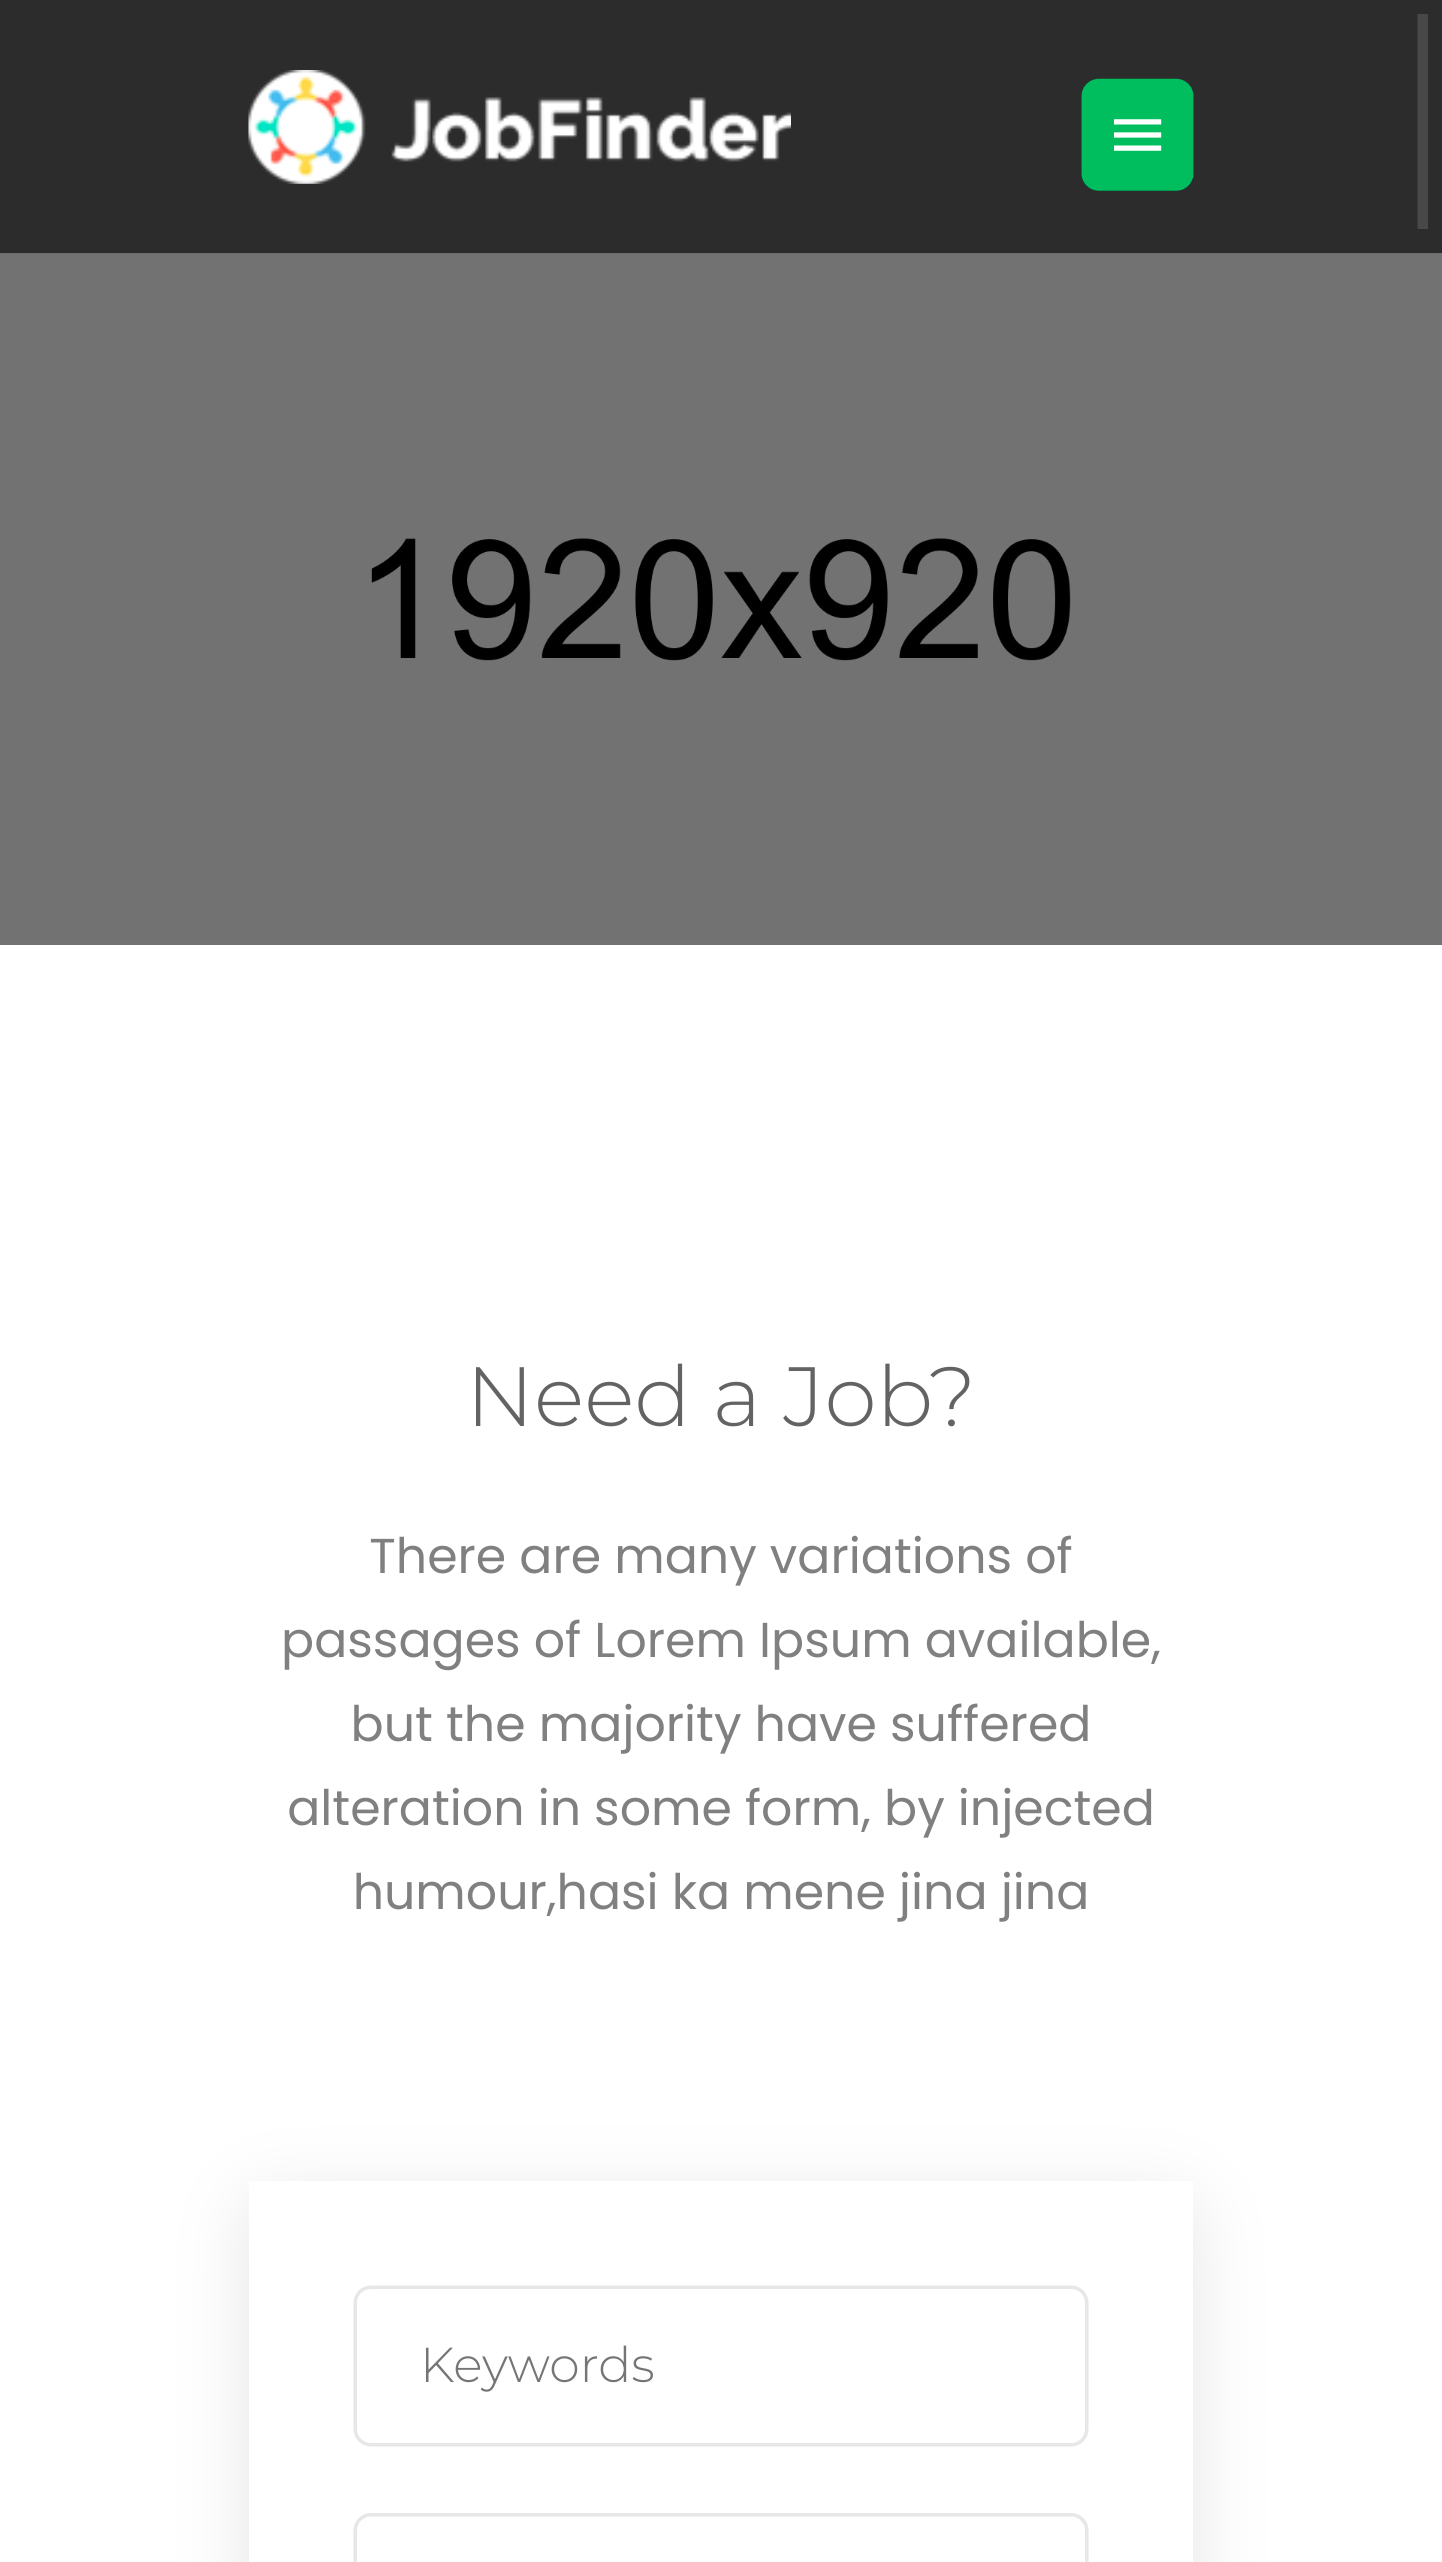 JobFinder
1920x920
Need a Job?
There are many variations of
passages of Lorem Ipsum available,
but the majority have suffered
alteration in some form, by injected
humour,hasi ka mene jina jina
Keywords